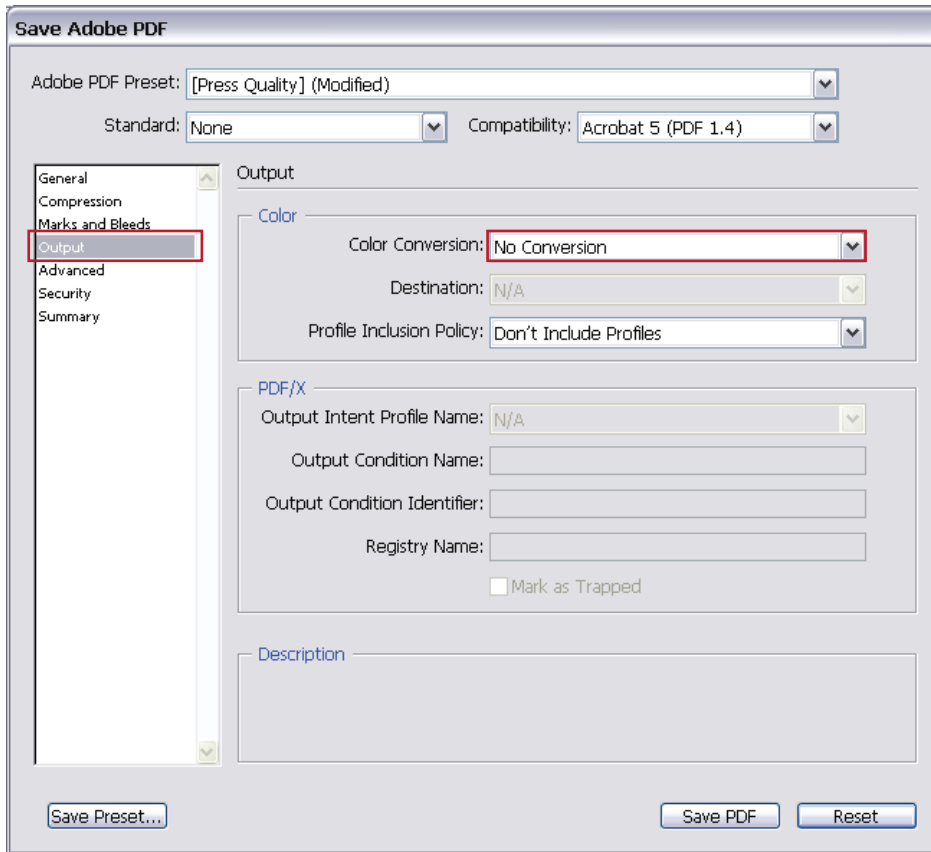 Save Adobe PDF
Adobe PDF Preset: [Press Quality] (Modified)
Standard: None Compatibility: Acrobat 5 (PDF 1.4)
General
Compression
Marks and Bleeds
Output
Advanced
Security
Summary
Output
Color
Color Conversion: No Conversion
Destination: N/A
Profile Inclusion Policy: Don't Include Profiles
PDF/X
Output Intent Profile Name: N/A
Output Condition Name:
Output Condition Identifier:
Registry Name:
Mark as Trapped
Description
Save Preset... Save PDF Reset